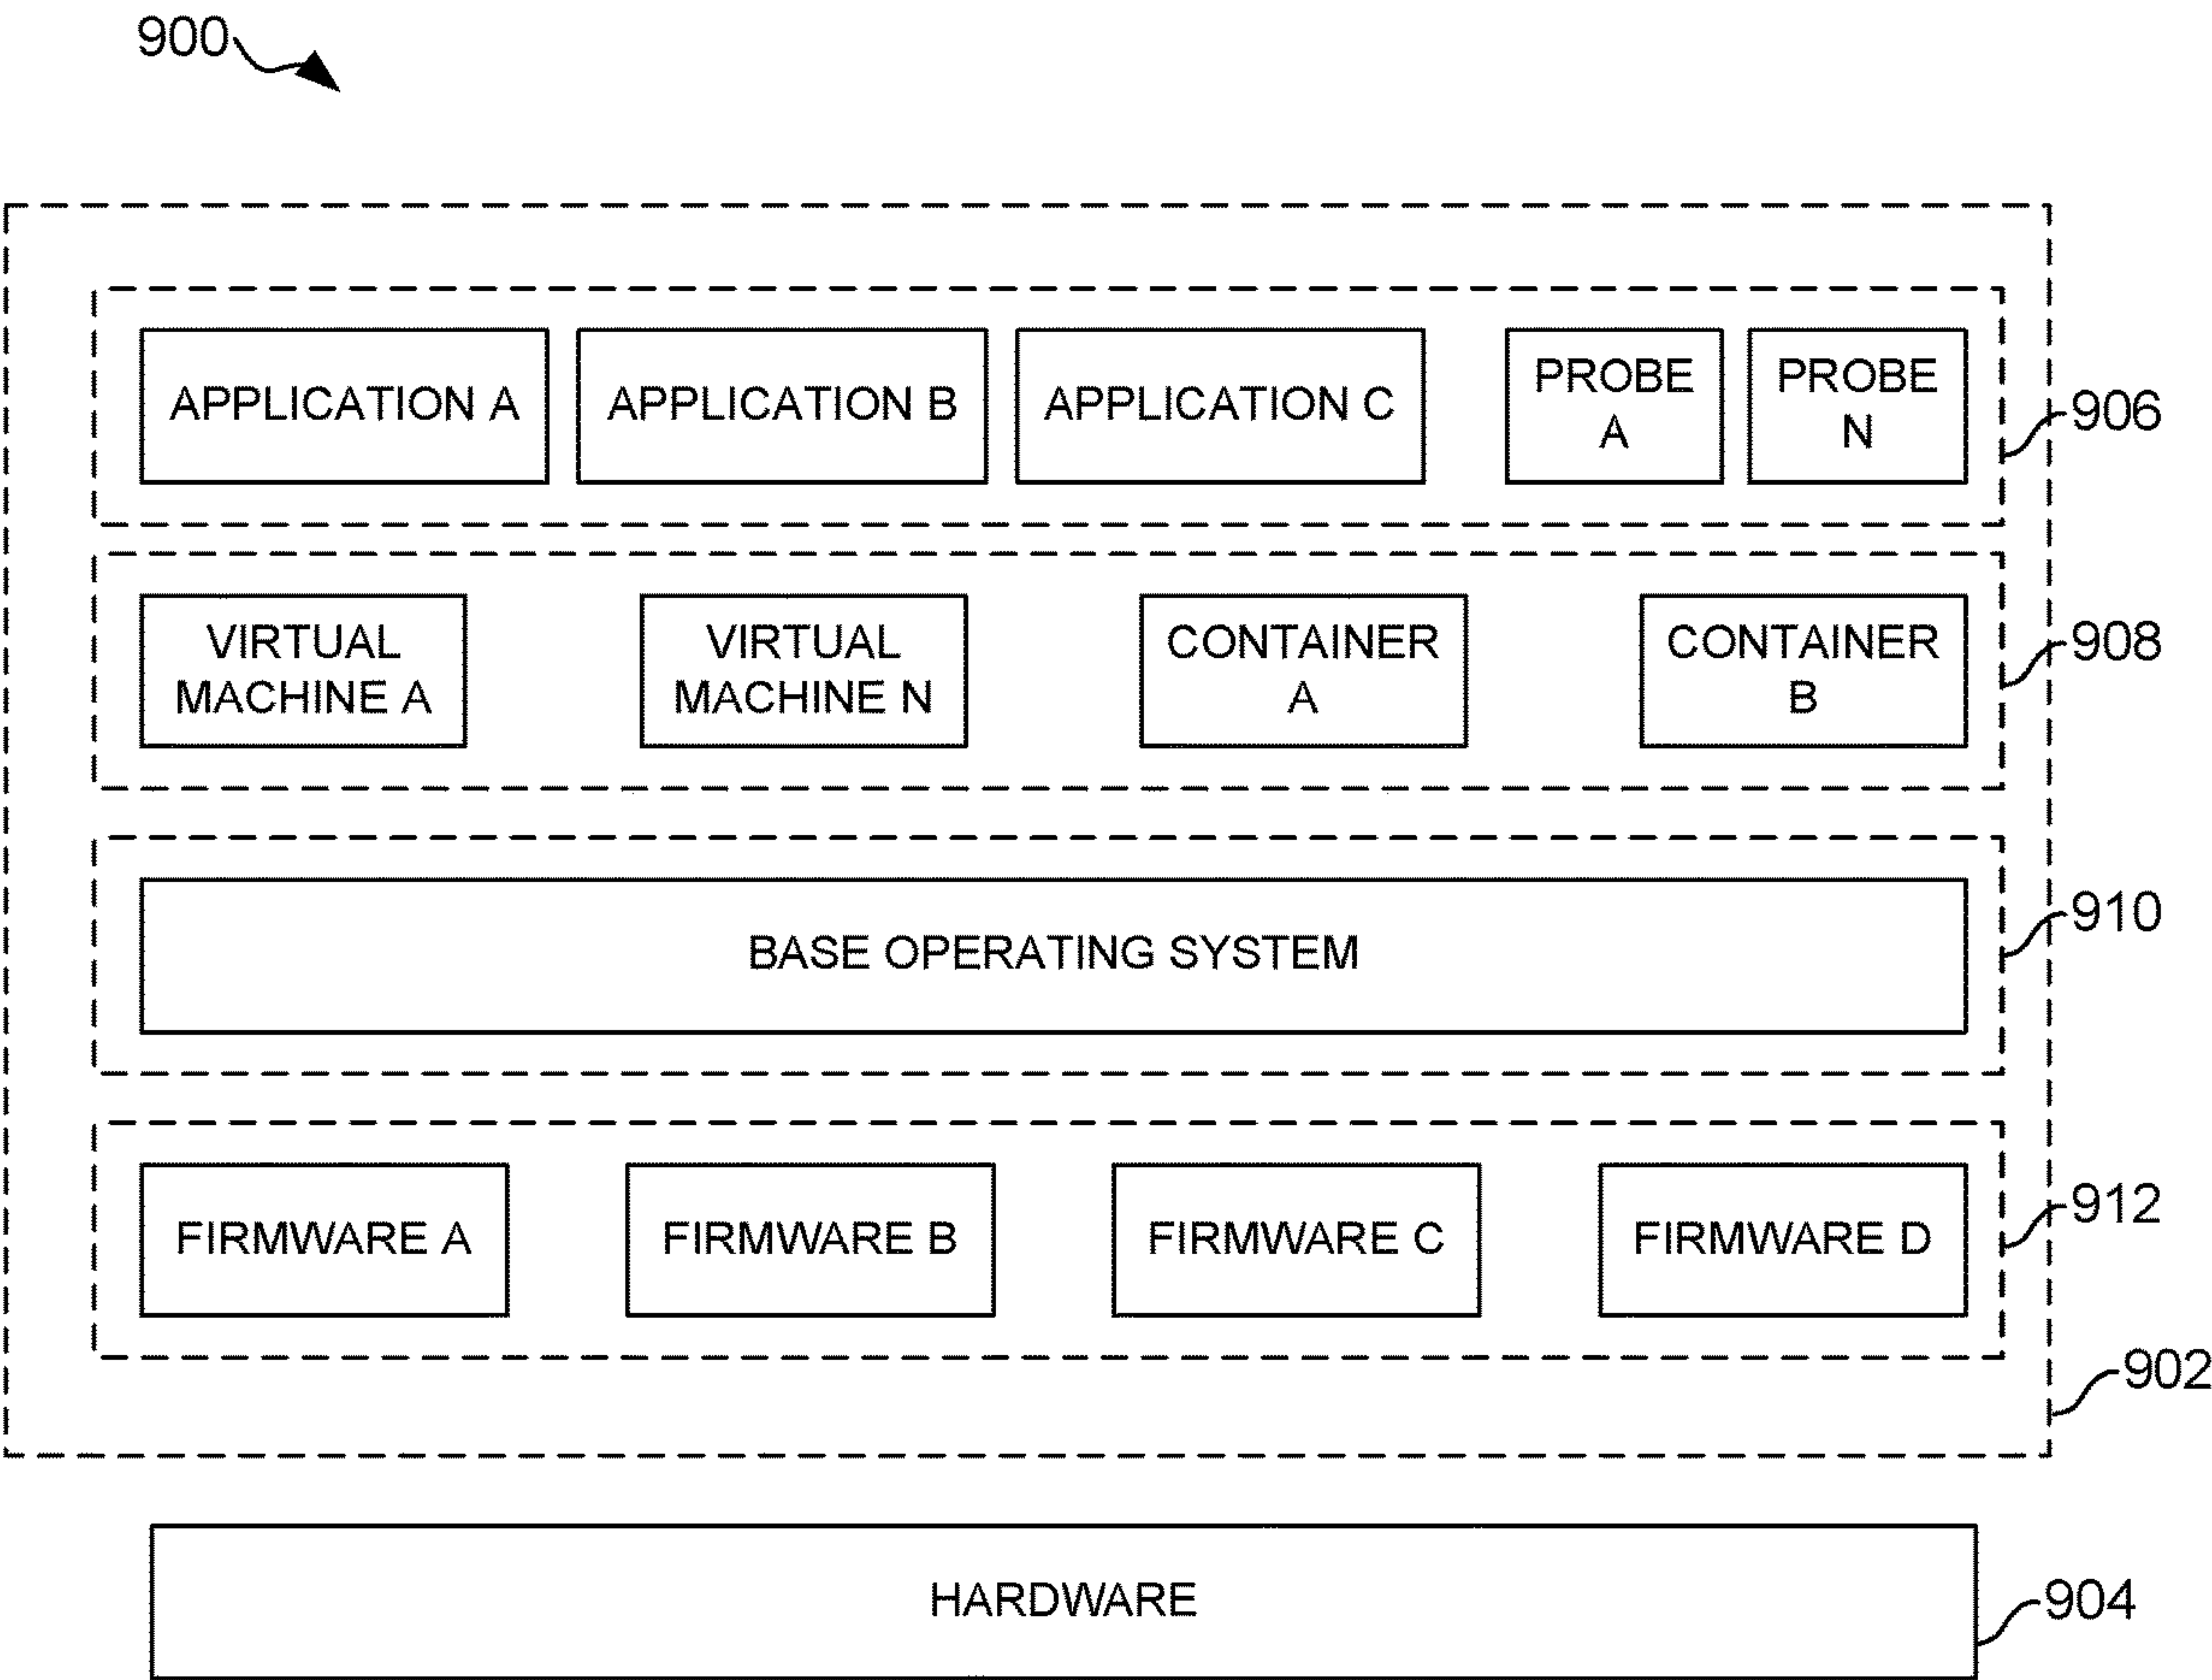 900
APPLICATION A
APPLICATION B
APPLICATION C
PROBE
A
PROBE
N
906
VIRTUAL
MACHINE A
VIRTUAL
MACHINE N
CONTAINER
A
CONTAINER
B
908
BASE OPERATING SYSTEM
910
FIRMWARE A
FIRMWARE B
FIRMWARE C
FIRMWARE D
912
902
HARDWARE
904